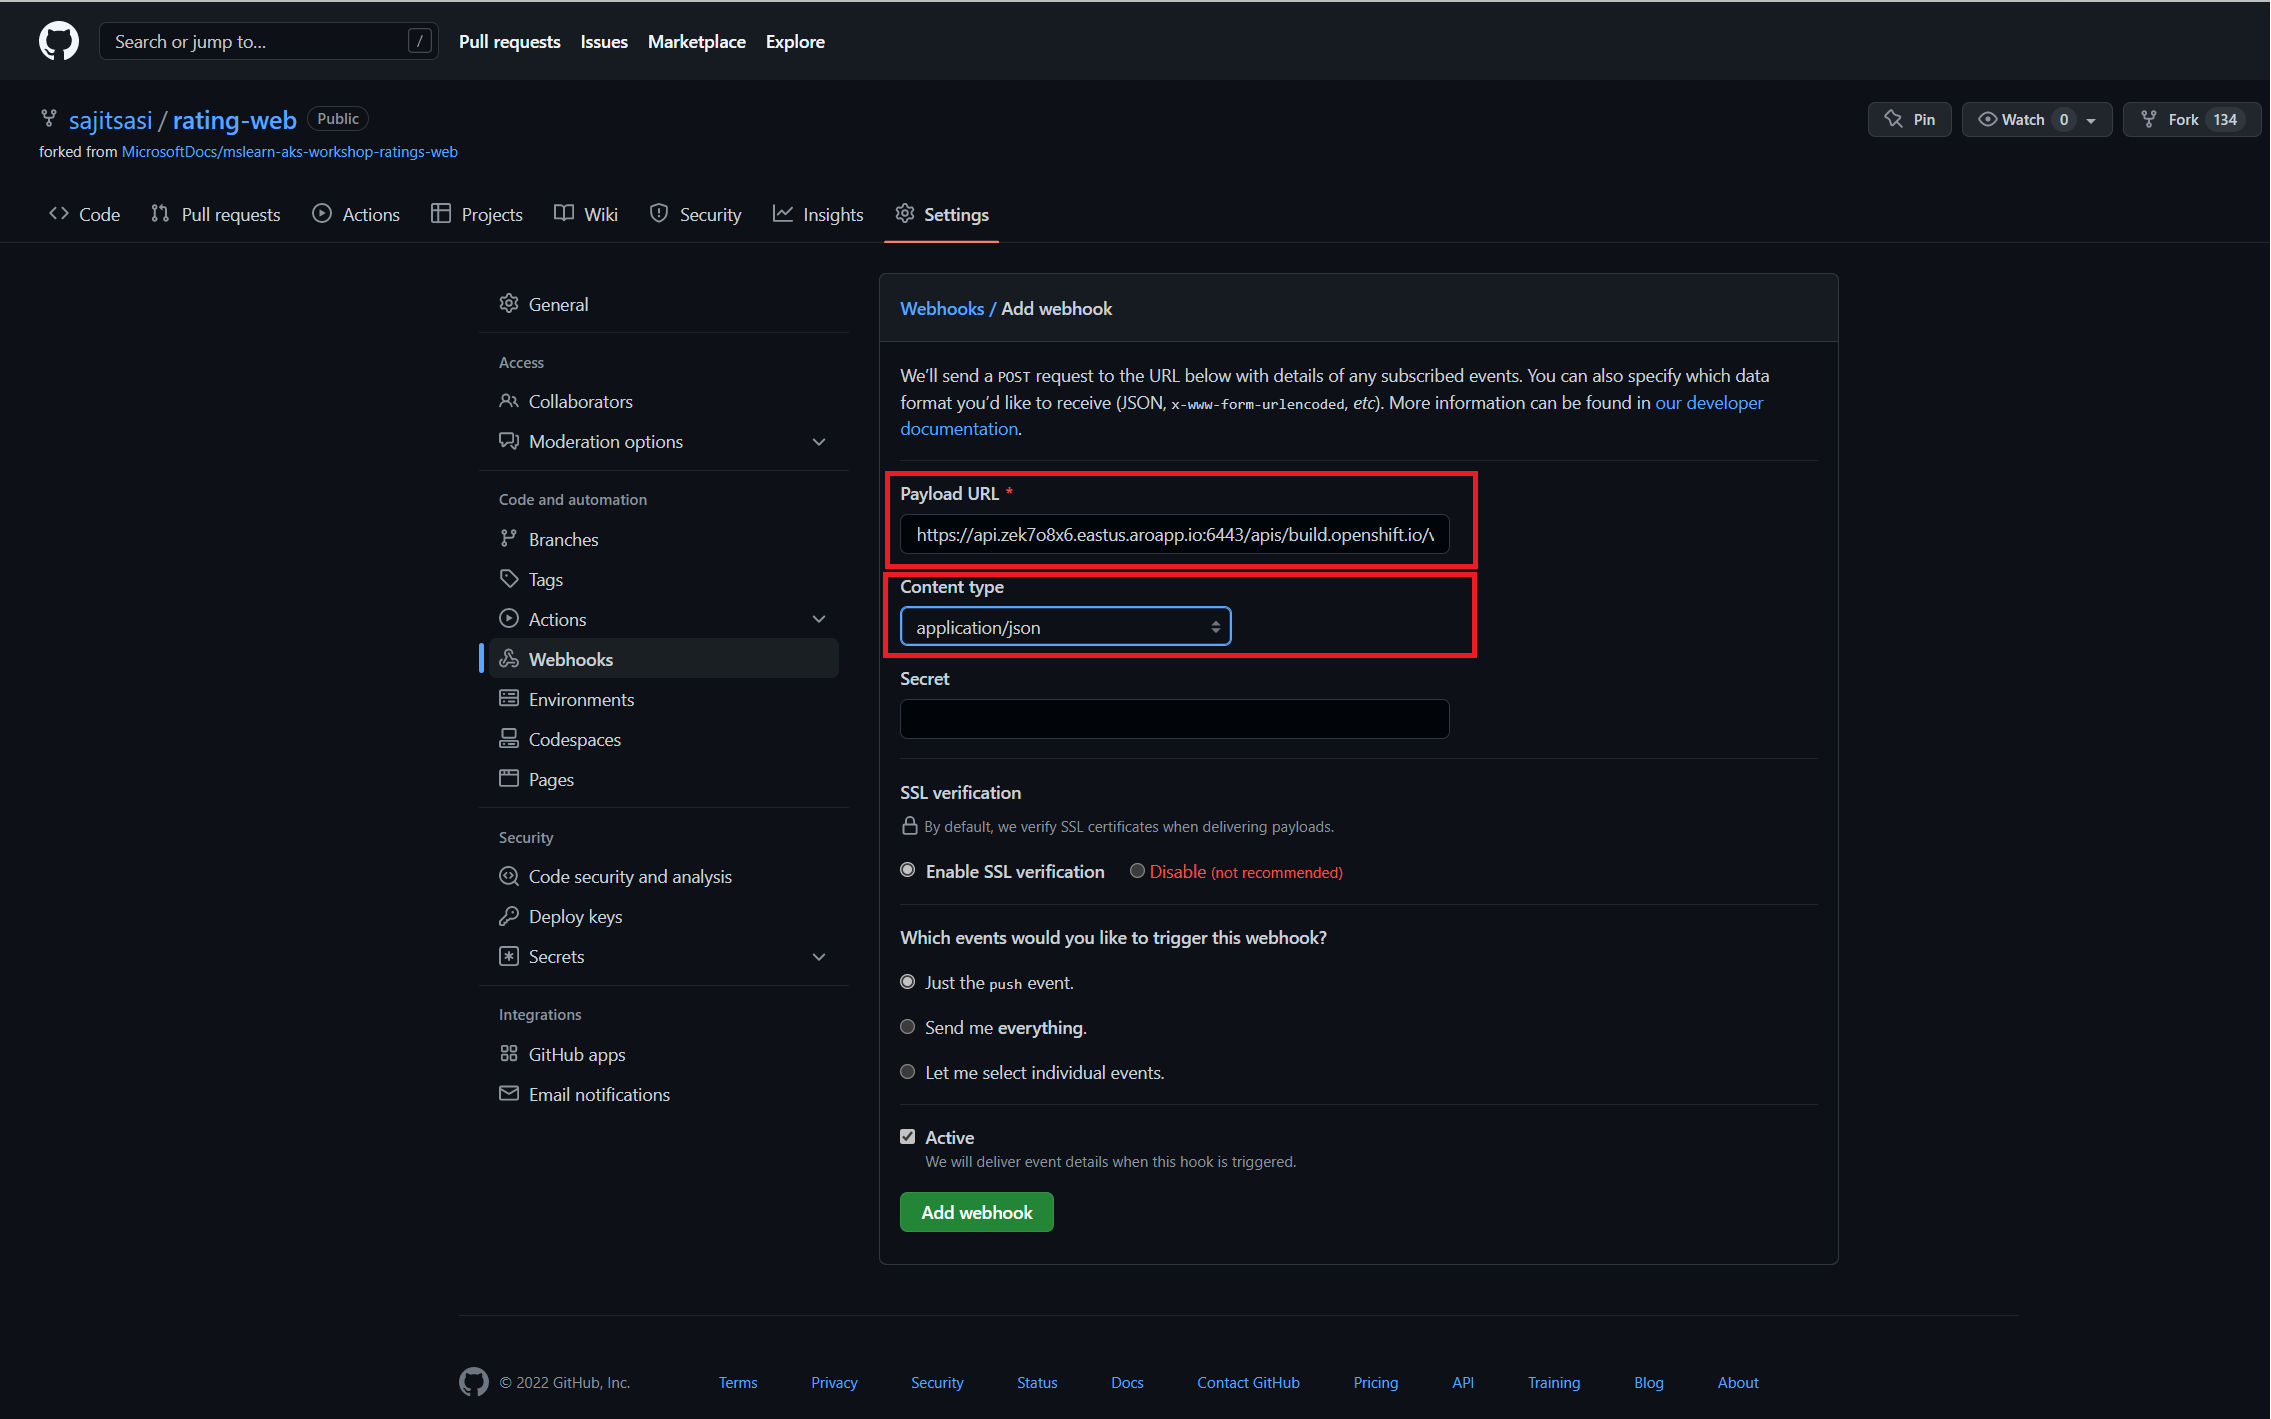 Search or jump to... /
Pull requests Issues Marketplace Explore
sajitsasi / rating-web Public
Pin Watch 0 Fork 134
forked from MicrosoftDocs/mslearn-aks-workshop-ratings-web
Code Pull requests Actions Projects Wiki Security Insights Settings
General
Access
Collaborators
Moderation options
Code and automation
Branches
Tags
Actions
Webhooks
Environments
Codespaces
Pages
Security
Code security and analysis
Deploy keys
Secrets
Integrations
GitHub apps
Email notifications
Webhooks / Add webhook
We’ll send a POST request to the URL below with details of any subscribed events. You can also specify which data
format you’d like to receive (JSON, x-www-form-urlencoded, etc). More information can be found in our developer
documentation.
Payload URL *
https://api.zek7o8x6.eastus.aroapp.io:6443/apis/build.openshift.io/v
Content type
application/json
Secret
SSL verification
By default, we verify SSL certificates when delivering payloads.
Enable SSL verification Disable (not recommended)
Which events would you like to trigger this webhook?
Just the push event.
Send me everything.
Let me select individual events.
Active
We will deliver event details when this hook is triggered.
Add webhook
© 2022 GitHub, Inc. Terms Privacy Security Status Docs Contact GitHub Pricing API Training Blog About